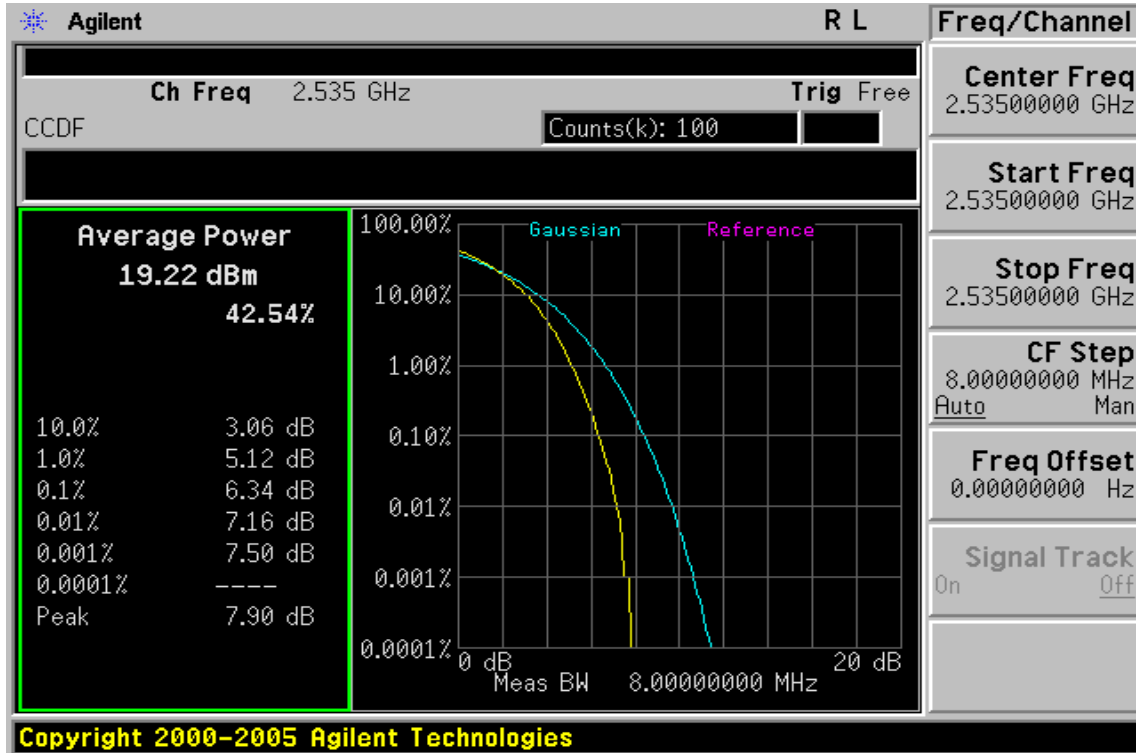 Agilent R L
Ch Freq 2.535 GHz Trig Free
CCDF Counts(k): 100
Average Power
19.22 dBm
42.54%
10.0% 3.06 dB
1.0% 5.12 dB
0.1% 6.34 dB
0.01% 7.16 dB
0.001% 7.50 dB
0.0001% ----
Peak 7.90 dB
Gaussian Reference
100.00%
10.00%
1.00%
0.10%
0.01%
0.001%
0.0001%
0 dB 20 dB
Meas BW 8.00000000 MHz
Freq/Channel
Center Freq
2.53500000 GHz
Start Freq
2.53500000 GHz
Stop Freq
2.53500000 GHz
CF Step
8.00000000 MHz
Auto Man
Freq Offset
0.00000000 Hz
Signal Track
On Off
Copyright 2000-2005 Agilent Technologies